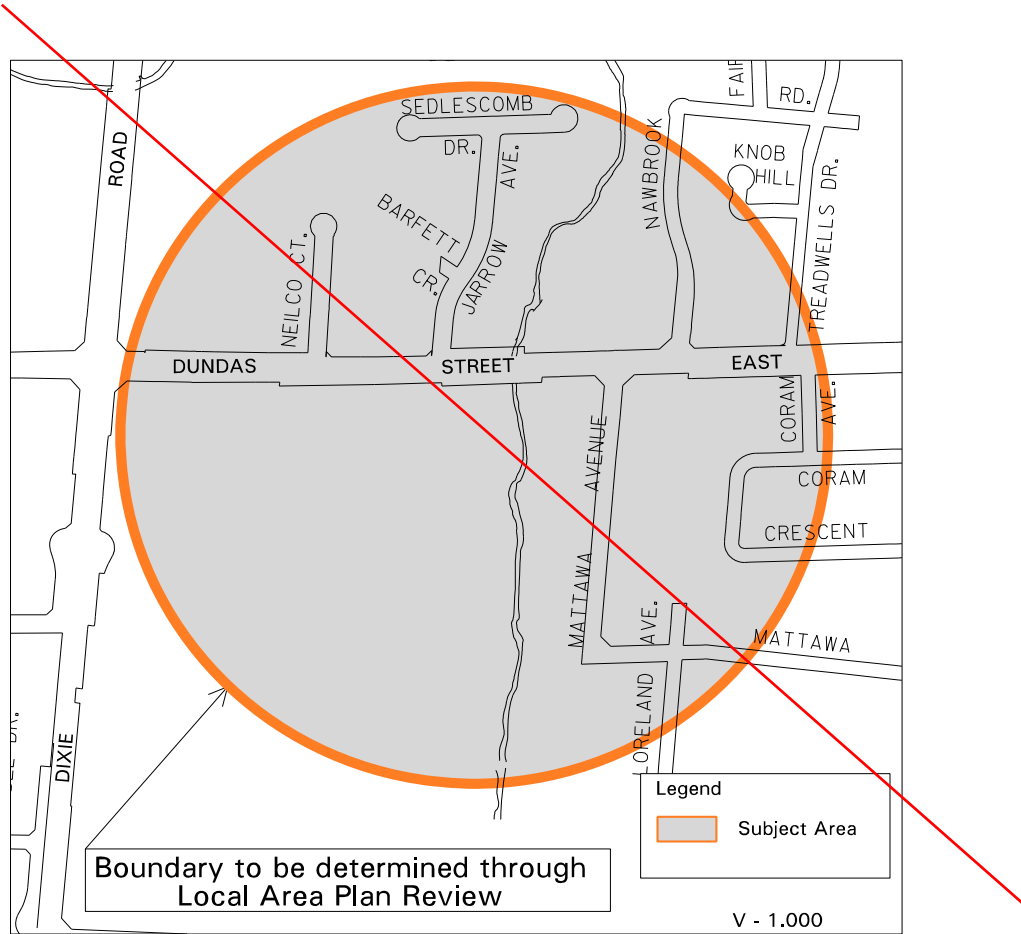 SEDLESCOMB
DR.
AVE.
BARFETT
CR.
JARROW
NEILCO CT.
ROAD
NAWBROOK
FAIR
RD.
KNOB
HILL
TREADWELLS DR.
DUNDAS STREET EAST
CORAM
AVE.
CORAM
CRESCENT
MATTAWA AVENUE
MATTAWA
LORELAND AVE.
DIXIE
DR.
Boundary to be determined through
Local Area Plan Review
Legend
Subject Area
V - 1.000